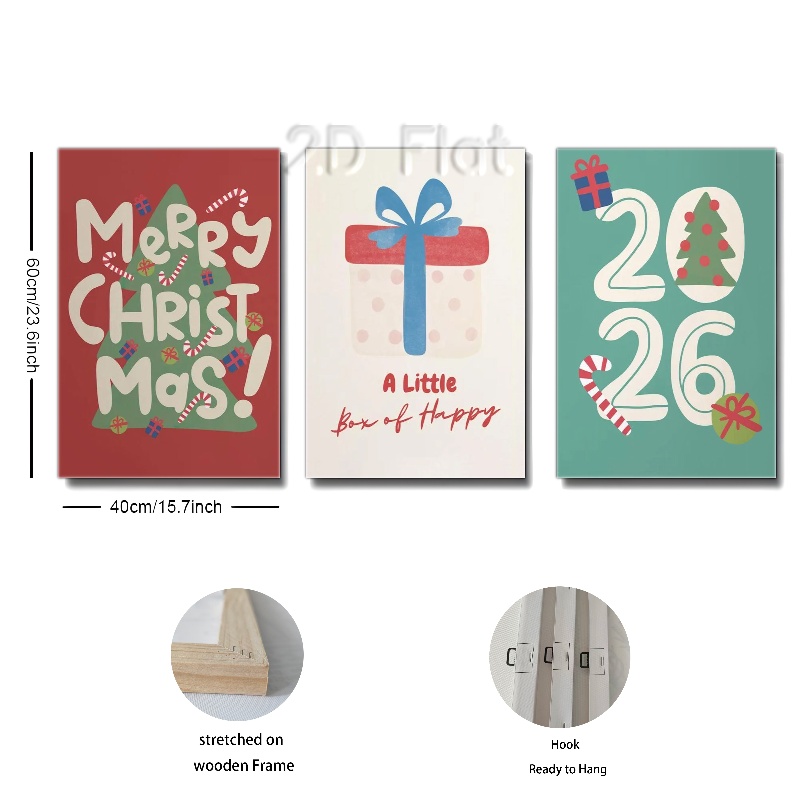 2.D Flat.
MeRRy
CHRiST
MaS!
A Little
Box of Happy
20
26
60cm/23.6inch
40cm/15.7inch
stretched on
wooden Frame
Hook
Ready to Hang